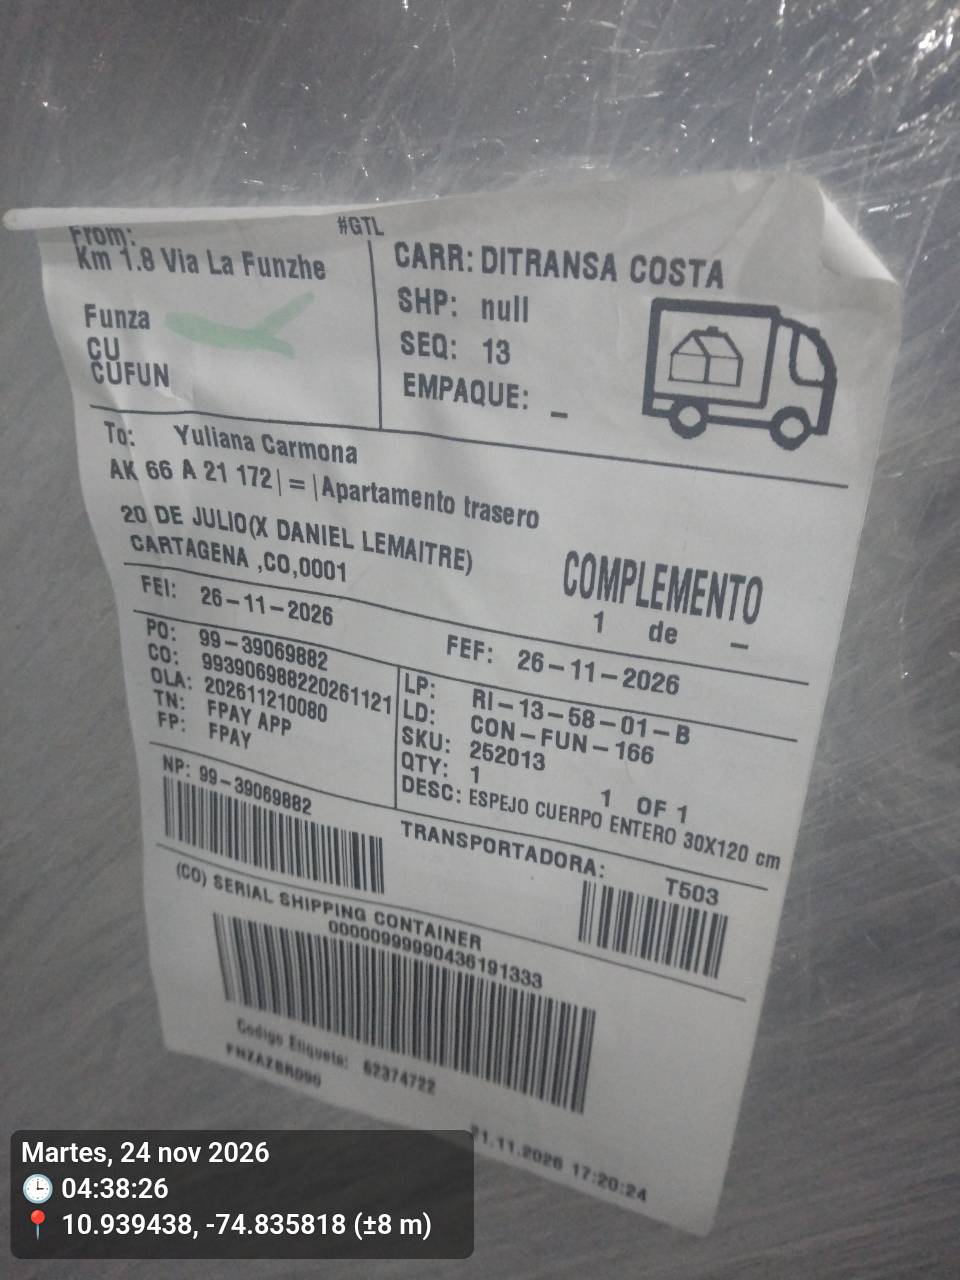 From:
Km 1.8 Via La Funzhe
Funza
CU
CUFUN
#GTL
CARR: DITRANSA COSTA
SHP: null
SEQ: 13
EMPAQUE: _
To: Yuliana Carmona
AK 66 A 21 172| = |Apartamento trasero
20 DE JULIO(X DANIEL LEMAITRE)
CARTAGENA ,CO,0001
COMPLEMENTO
1 de _
FEI: 26-11-2026
FEF: 26-11-2026
PO: 99-39069882
CO: 993906988220261121
OLA: 202611210080
TN: FPAY APP
FP: FPAY
LP: RI-13-58-01-B
LD: CON-FUN-166
SKU: 252013
QTY: 1
1 OF 1
DESC: ESPEJO CUERPO ENTERO 30X120 cm
NP: 99-39069882
TRANSPORTADORA:
T503
(CO) SERIAL SHIPPING CONTAINER
00000999990436191333
Codigo Etiqueta: 62374722
21.11.2026 17:20:24
Martes, 24 nov 2026
04:38:26
10.939438, -74.835818 (±8 m)